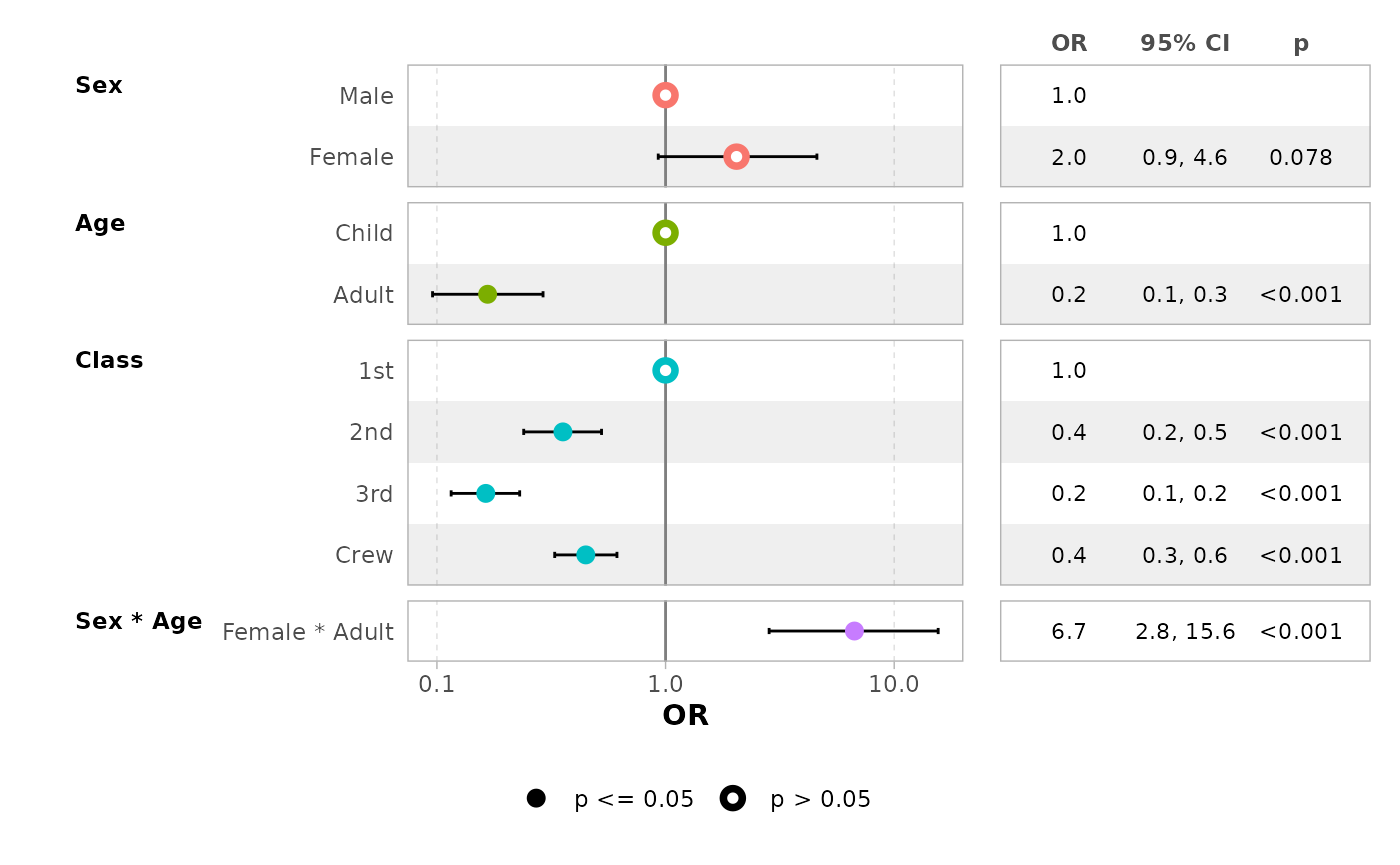 OR 95% CI p
Sex
Male 1.0
Female 2.0 0.9, 4.6 0.078
Age
Child 1.0
Adult 0.2 0.1, 0.3 <0.001
Class
1st 1.0
2nd 0.4 0.2, 0.5 <0.001
3rd 0.2 0.1, 0.2 <0.001
Crew 0.4 0.3, 0.6 <0.001
Sex * Age Female * Adult 6.7 2.8, 15.6 <0.001
0.1 1.0 10.0
OR
p <= 0.05 p > 0.05